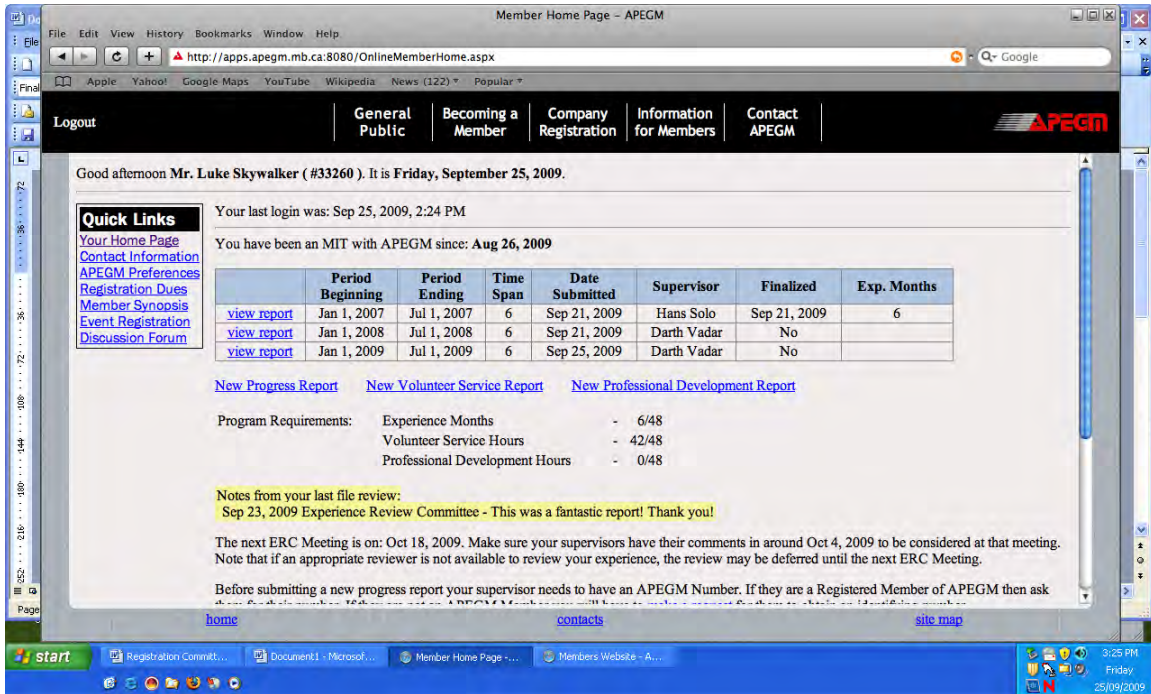 Member Home Page – APEGM
File Edit View History Bookmarks Window Help
http://apps.apegm.mb.ca:8080/OnlineMemberHome.aspx
Google
Apple Yahoo! Google Maps YouTube Wikipedia News (122) Popular
File
Final
Logout
General Public
Becoming a Member
Company Registration
Information for Members
Contact APEGM
APEGM
Good afternoon Mr. Luke Skywalker ( #33260 ). It is Friday, September 25, 2009.
Quick Links
Your Home Page
Contact Information
APEGM Preferences
Registration Dues
Member Synopsis
Event Registration
Discussion Forum
Your last login was: Sep 25, 2009, 2:24 PM
You have been an MIT with APEGM since: Aug 26, 2009
Period Beginning Period Ending Time Span Date Submitted Supervisor Finalized Exp. Months
view report Jan 1, 2007 Jul 1, 2007 6 Sep 21, 2009 Hans Solo Sep 21, 2009 6
view report Jan 1, 2008 Jul 1, 2008 6 Sep 21, 2009 Darth Vadar No
view report Jan 1, 2009 Jul 1, 2009 6 Sep 25, 2009 Darth Vadar No
New Progress Report New Volunteer Service Report New Professional Development Report
Program Requirements: Experience Months - 6/48
Volunteer Service Hours - 42/48
Professional Development Hours - 0/48
Notes from your last file review:
Sep 23, 2009 Experience Review Committee - This was a fantastic report! Thank you!
The next ERC Meeting is on: Oct 18, 2009. Make sure your supervisors have their comments in around Oct 4, 2009 to be considered at that meeting.
Note that if an appropriate reviewer is not available to review your experience, the review may be deferred until the next ERC Meeting.
Before submitting a new progress report your supervisor needs to have an APEGM Number. If they are a Registered Member of APEGM then ask
home contacts site map
Page
start Registration Committ... Document1 - Microsof... Member Home Page -... Members Website - A...
3:25 PM
Friday
25/09/2009